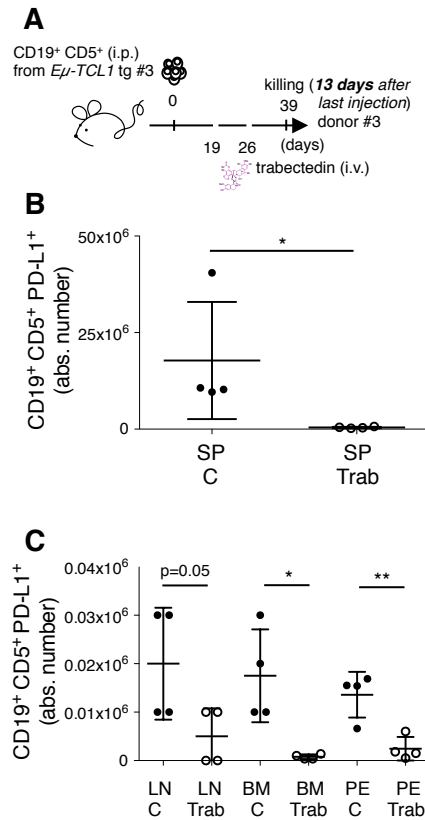 A
CD19⁺ CD5⁺ (i.p.)
from Eμ-TCL1 tg #3
killing (13 days after
last injection)
0
39
donor #3
19
26
(days)
trabectedin (i.v.)
B
CD19⁺ CD5⁺ PD-L1⁺
(abs. number)
50x10⁶
*
25x10⁶
0
SP SP
C Trab
C
CD19⁺ CD5⁺ PD-L1⁺
(abs. number)
0.04x10⁶
p=0.05
*
**
0.03x10⁶
0.02x10⁶
0.01x10⁶
0
LN LN BM BM PE PE
C Trab C Trab C Trab